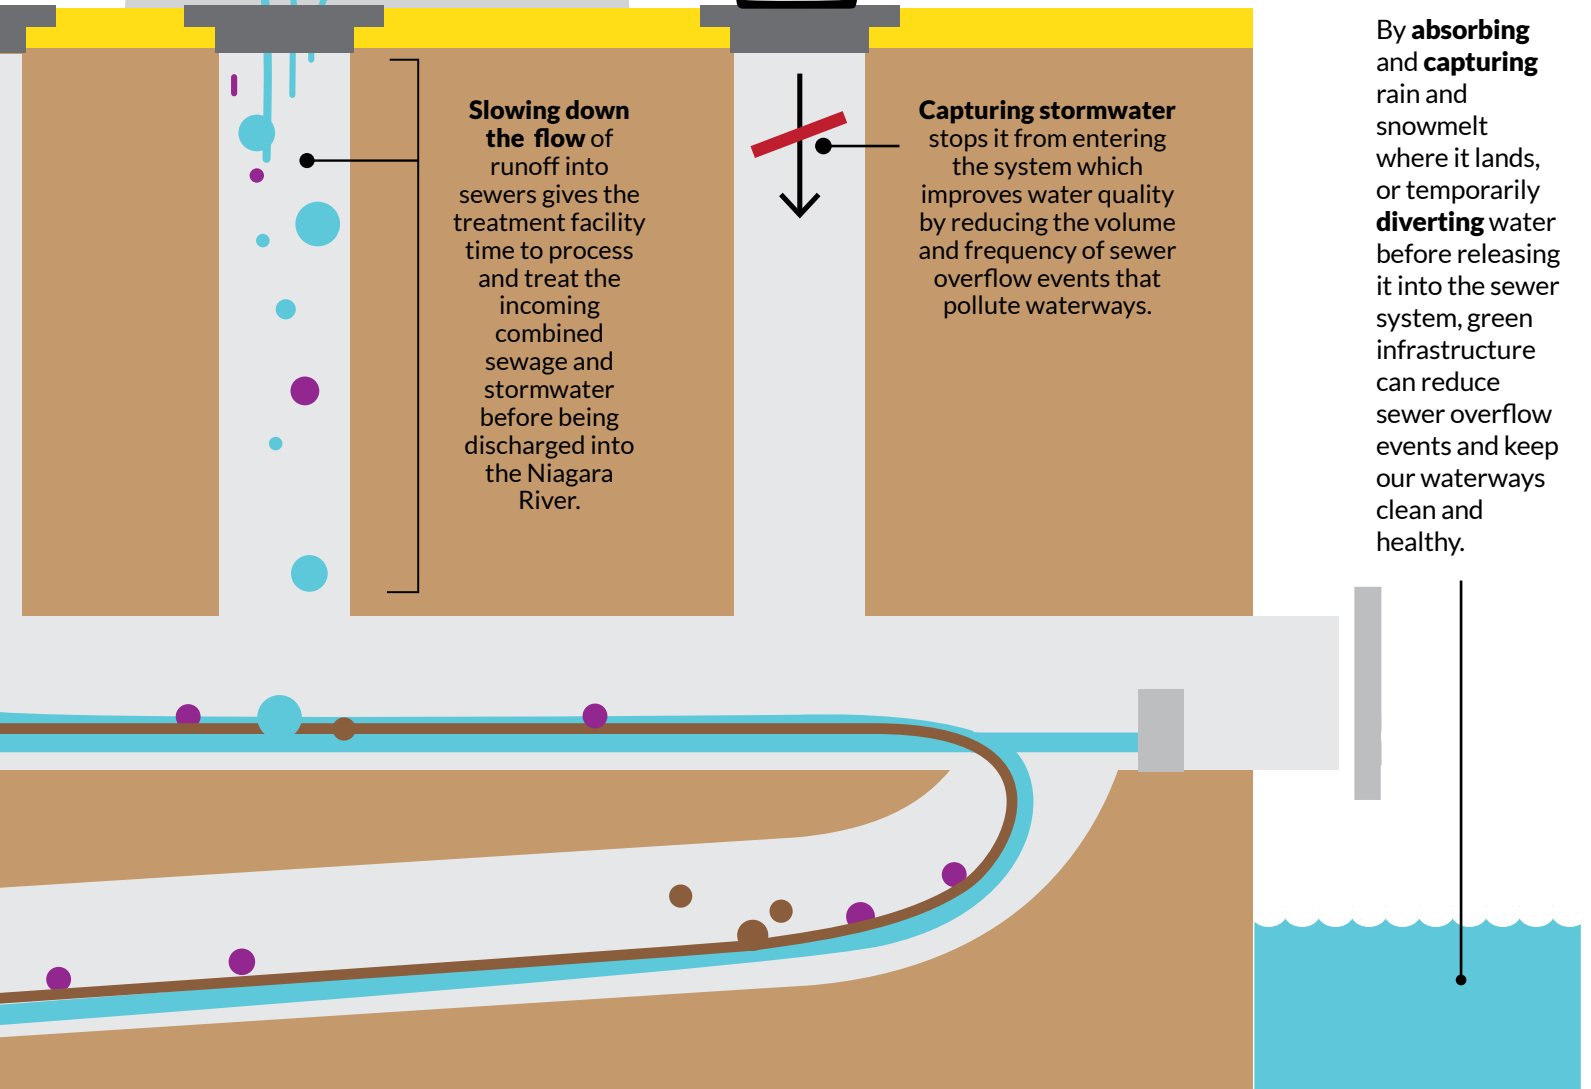 Slowing down
the flow of
runoff into
sewers gives the
treatment facility
time to process
and treat the
incoming
combined
sewage and
stormwater
before being
discharged into
the Niagara
River.
Capturing stormwater
stops it from entering
the system which
improves water quality
by reducing the volume
and frequency of sewer
overflow events that
pollute waterways.
By absorbing
and capturing
rain and
snowmelt
where it lands,
or temporarily
diverting water
before releasing
it into the sewer
system, green
infrastructure
can reduce
sewer overflow
events and keep
our waterways
clean and
healthy.